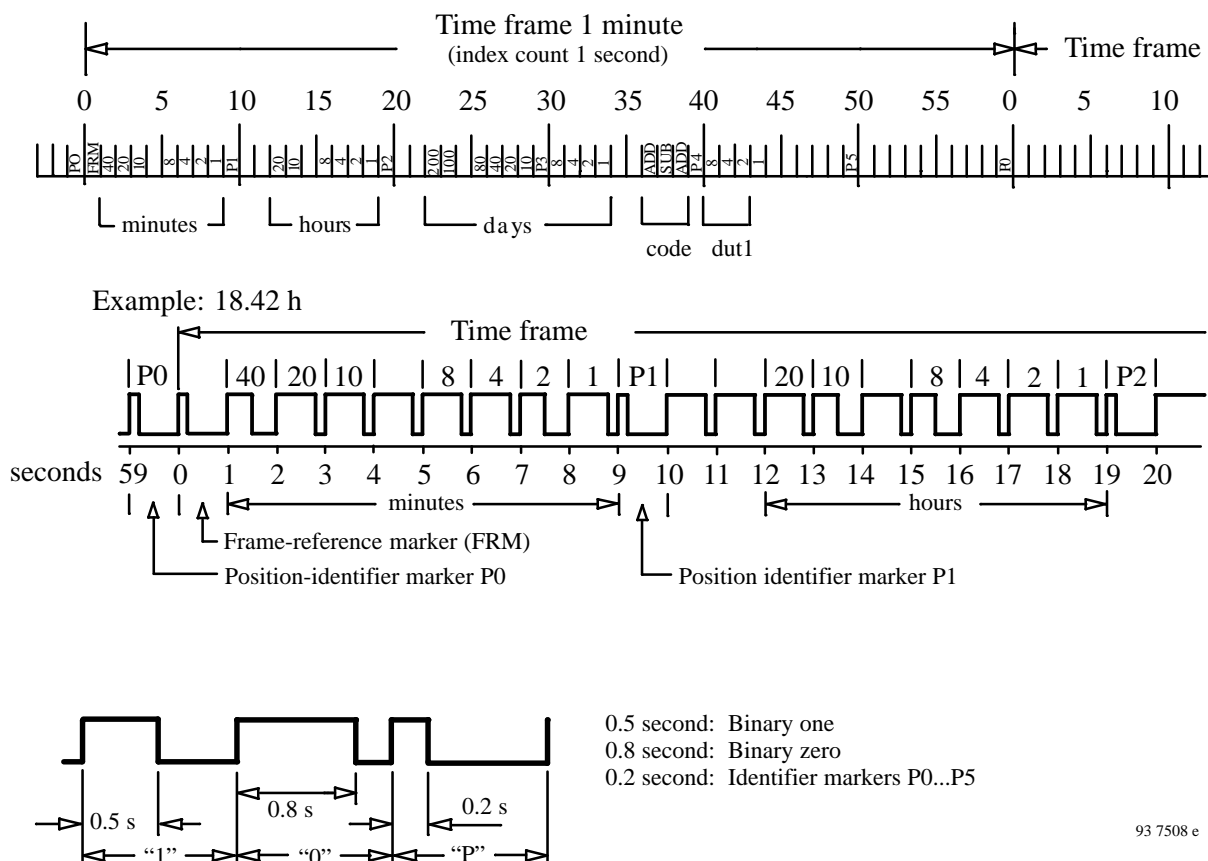 Time frame 1 minute
(index count 1 second)
Time frame
0 5 10 15 20 25 30 35 40 45 50 55 0 5 10
PO FRM 40 20 10 8 4 2 1 P1 20 10 8 4 2 1 P2 200 100 80 40 20 10 P3 8 4 2 1 ADD SUB ADD P4 8 4 2 1 P5 P0
minutes hours days
code dut1
Example: 18.42 h
Time frame
P0 40 20 10 8 4 2 1 P1 20 10 8 4 2 1 P2
seconds 59 0 1 2 3 4 5 6 7 8 9 10 11 12 13 14 15 16 17 18 19 20
minutes hours
Frame-reference marker (FRM)
Position-identifier marker P0 Position identifier marker P1
0.5 second: Binary one
0.8 second: Binary zero
0.2 second: Identifier markers P0...P5
0.5 s 0.8 s 0.2 s
“1” “0” “P”
93 7508 e